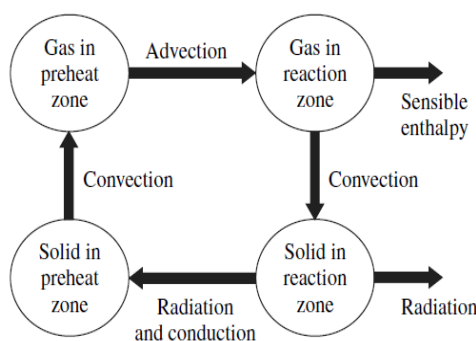 Gas in
preheat
zone
Advection
Gas in
reaction
zone
Sensible
enthalpy
Convection
Convection
Solid in
preheat
zone
Radiation
and conduction
Solid in
reaction
zone
Radiation